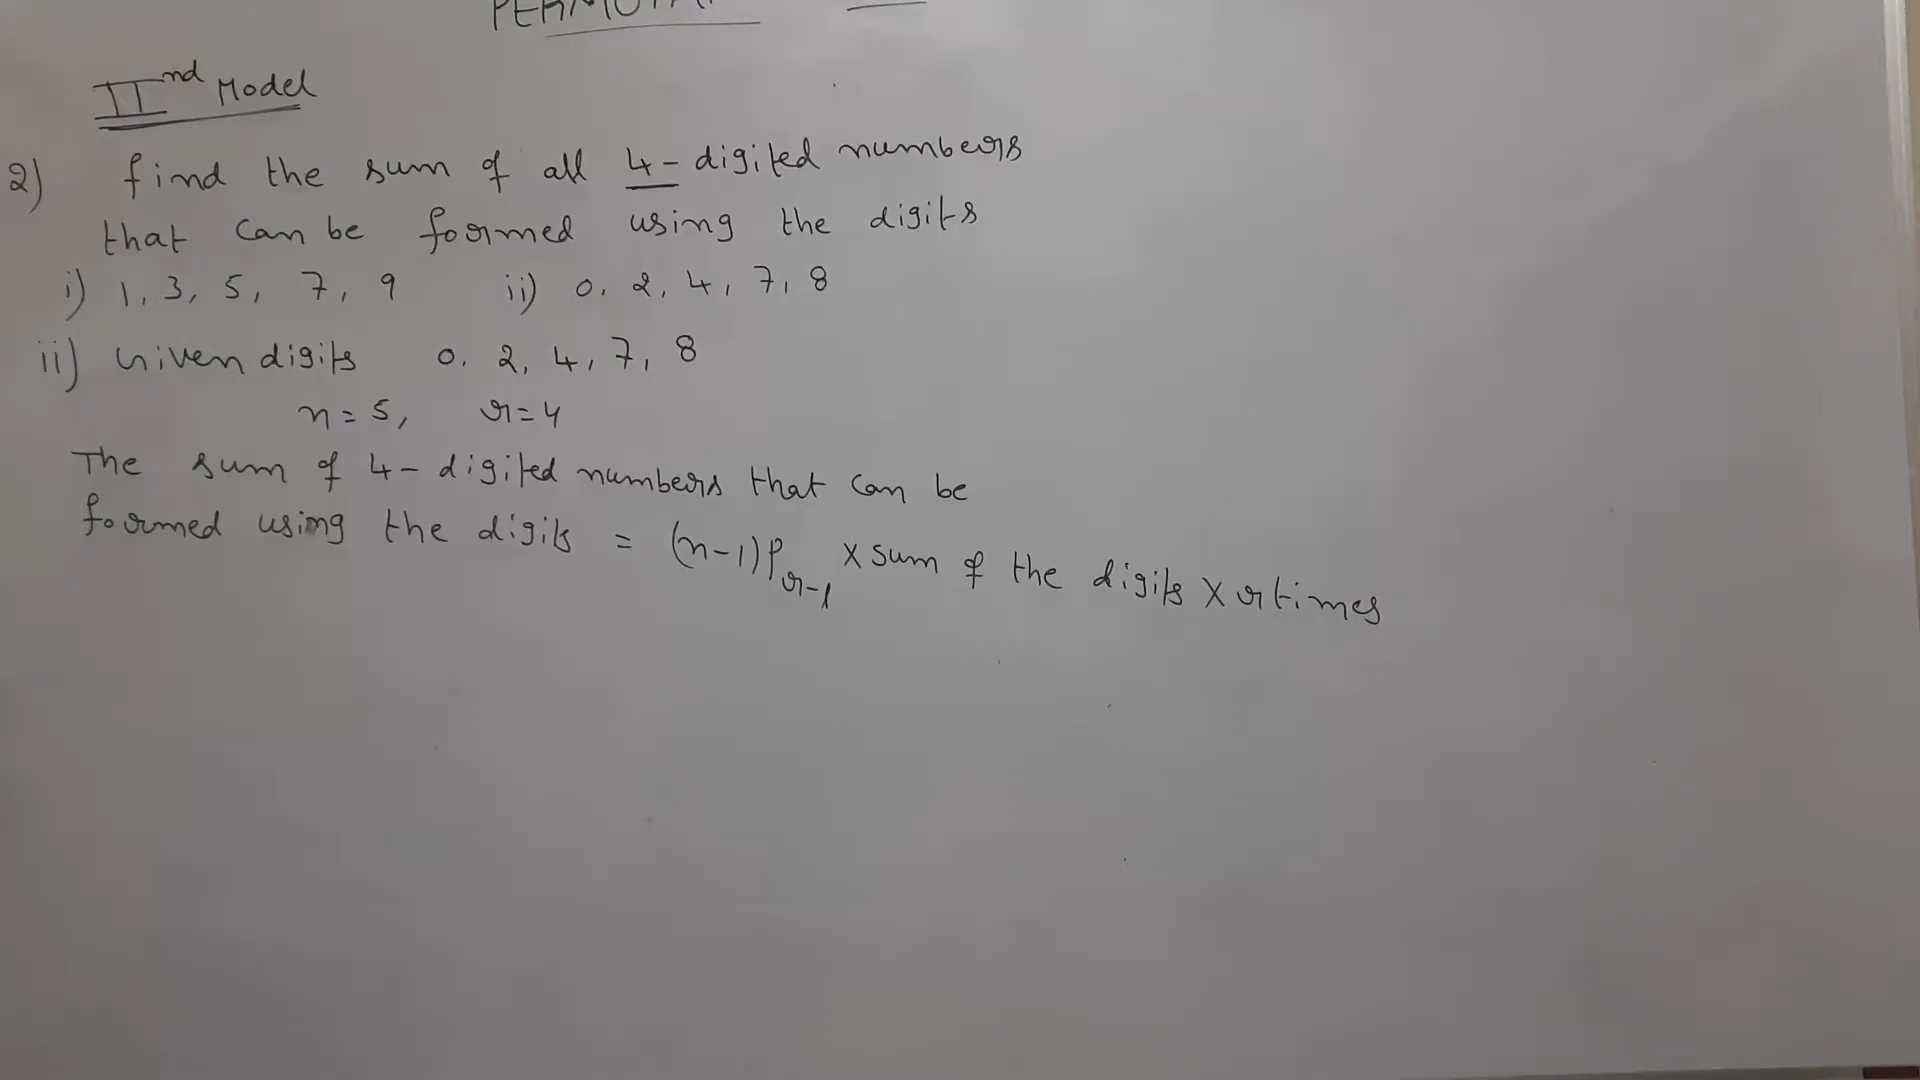 IInd Model
2) find the sum of all 4-digited numbers
that can be formed using the digits
i) 1, 3, 5, 7, 9 ii) 0, 2, 4, 7, 8
ii) Given digits 0, 2, 4, 7, 8
n=5, r=4
The sum of 4-digited numbers that can be
formed using the digits = (n-1)P r-1 X sum of the digits X r times